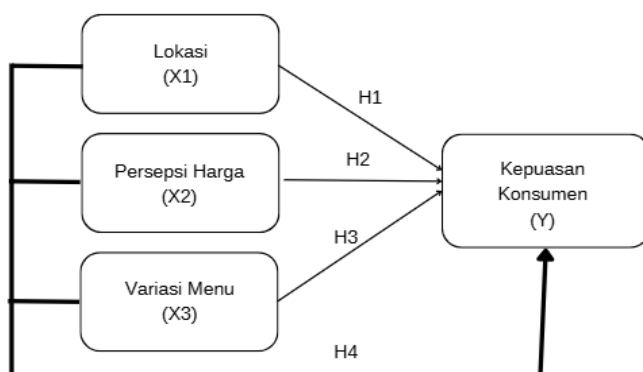 Lokasi
(X1)
H1
Persepsi Harga
(X2)
H2
Kepuasan
Konsumen
(Y)
Variasi Menu
(X3)
H3
H4